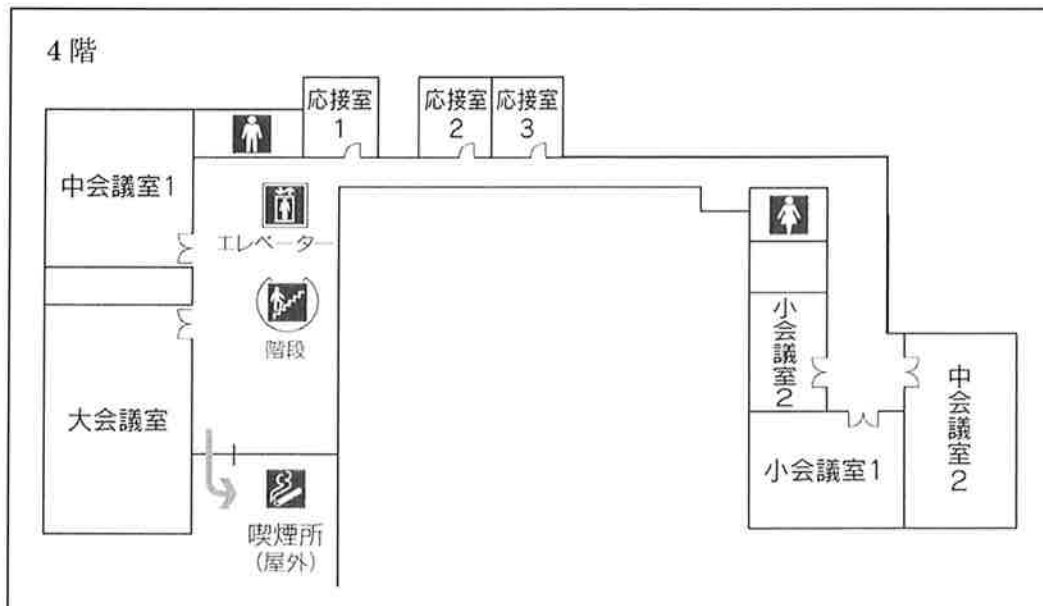 4階
応接室
1
応接室
2
応接室
3
中会議室1
エレベーター
階段
大会議室
喫煙所
(屋外)
小会議室2
中会議室2
小会議室1